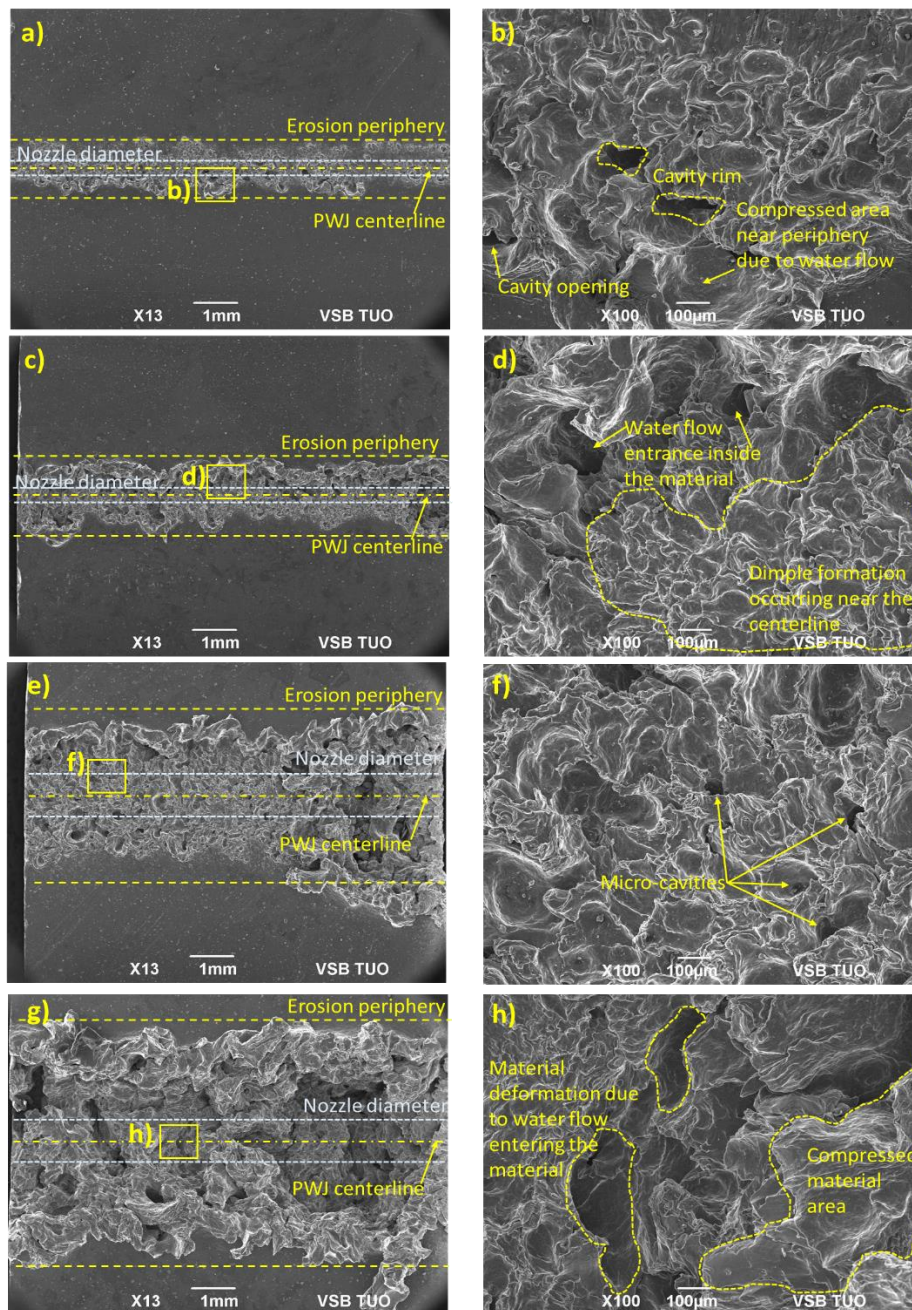 a)
Erosion periphery
Nozzle diameter
b)
PWJ centerline
X13
1mm
VSB TUO
b)
Cavity rim
Compressed area
near periphery
due to water flow
Cavity opening
X100
100µm
VSB TUO
c)
Erosion periphery
Nozzle diameter
d)
PWJ centerline
X13
1mm
VSB TUO
d)
Water flow
entrance inside
the material
Dimple formation
occurring near the
centerline
X100
100µm
VSB TUO
e)
Erosion periphery
Nozzle diameter
f)
PWJ centerline
X13
1mm
VSB TUO
f)
Micro-cavities
X100
100µm
VSB TUO
g)
Erosion periphery
Nozzle diameter
h)
PWJ centerline
X13
1mm
VSB TUO
h)
Material
deformation due
to water flow
entering the
material
Compressed
material
area
X100
100µm
VSB TUO